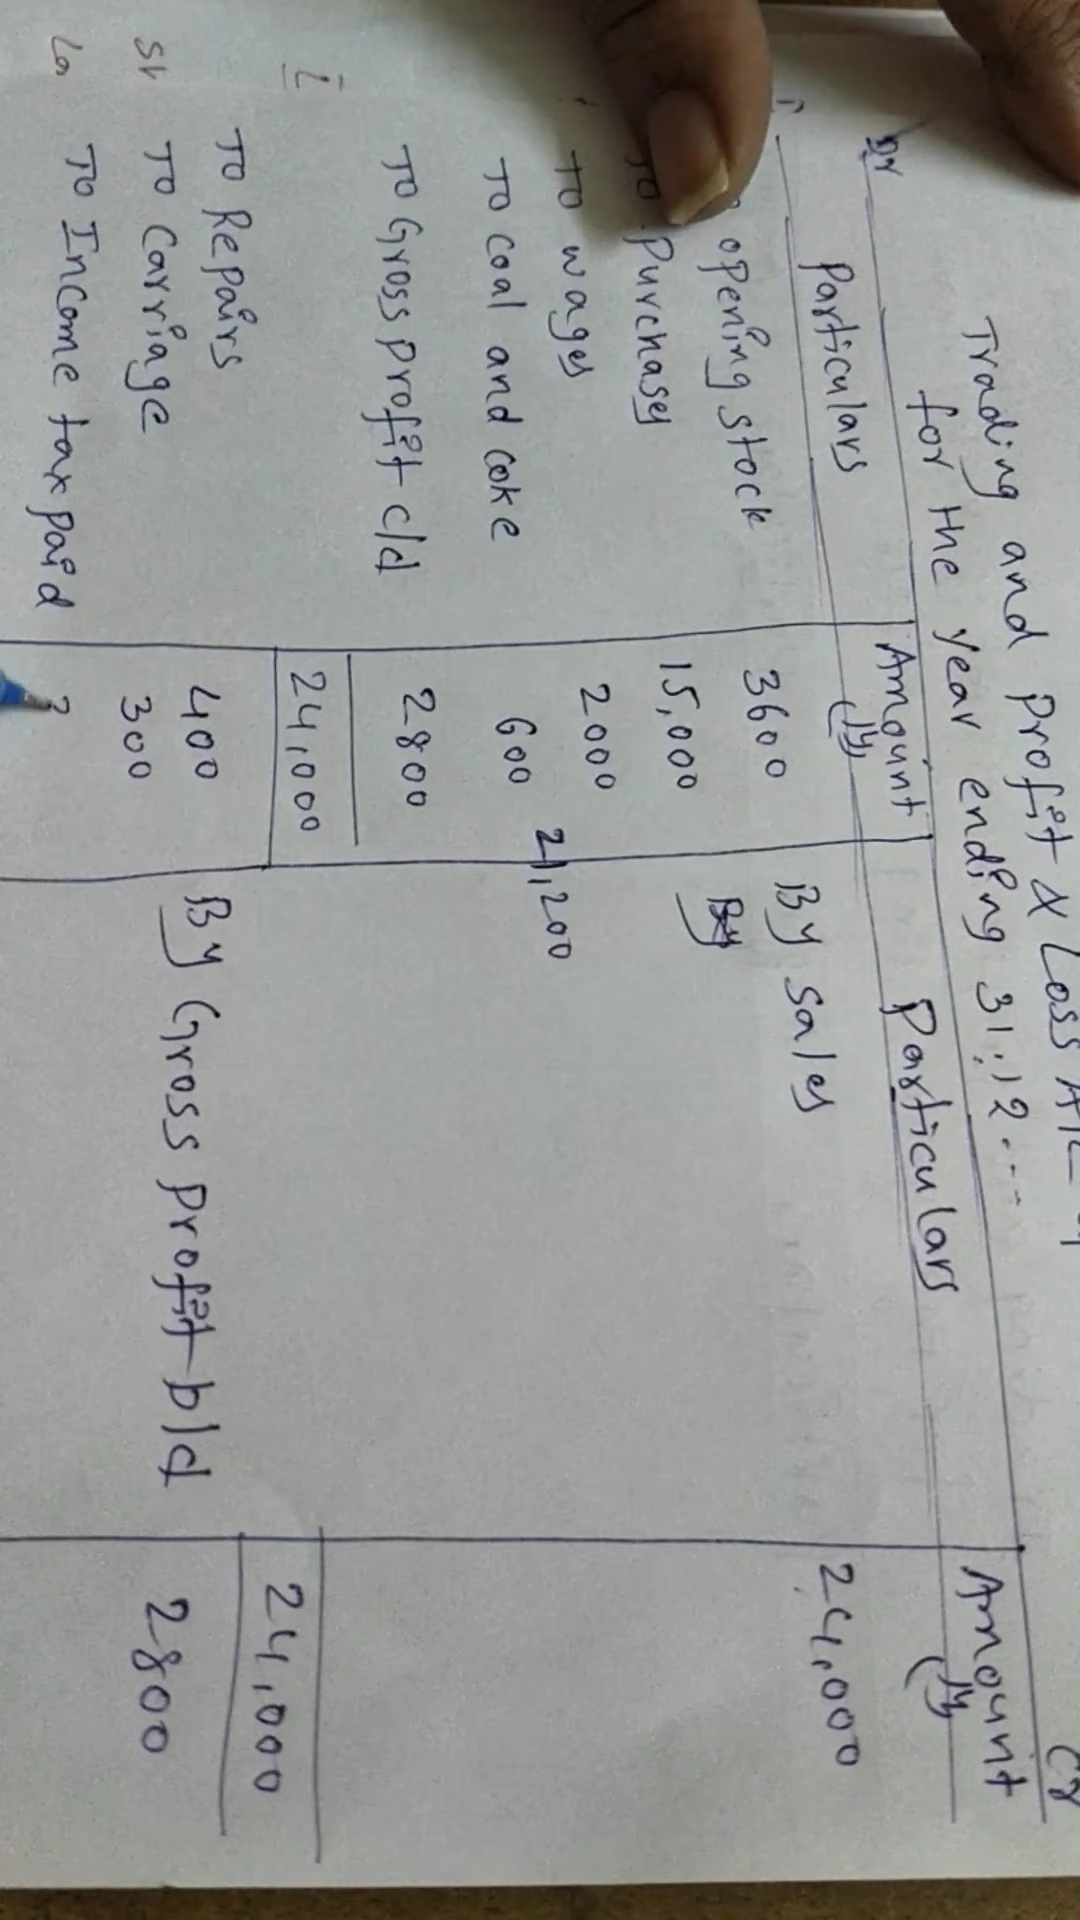 Trading and Profit & Loss A/c
for the year ending 31.12...
Dr Cr
Particulars Amount Particulars Amount
opening stock 3600 By sales 24,000
To Purchases 15,000 By
To wages 2000
To coal and coke 600 21,200
To Gross Profit c/d 2800
24,000 24,000
To Repairs 400 By Gross Profit b/d 2800
To Carriage 300
To Income tax paid